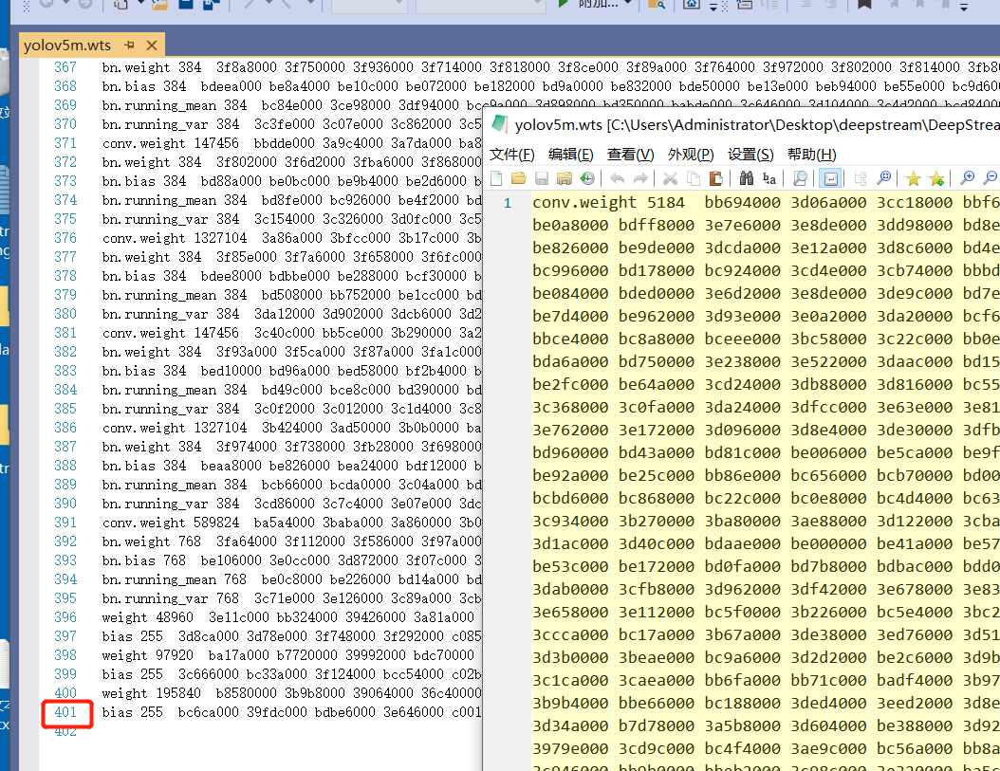 附加...
yolov5m.wts
367 bn.weight 384 3f8a8000 3f750000 3f936000 3f714000 3f818000 3f8ce000 3f89a000 3f764000 3f972000 3f802000 3f814000 3fb8
368 bn.bias 384 bdeea000 be8a4000 be10c000 be072000 be182000 bd9a0000 be832000 bde50000 be13e000 beb94000 be55e000 bc9d60
369 bn.running_mean 384 bc84e000 3ce98000 3df94000
370 bn.running_var 384 3c3fe000 3c07e000 3c862000 3c5
371 conv.weight 147456 bbdde000 3a9c4000 3a7da000 ba8
372 bn.weight 384 3f802000 3f6d2000 3fba6000 3f868000
373 bn.bias 384 bd88a000 be0bc000 be9b4000 be2d6000 b
374 bn.running_mean 384 bd8fe000 bc926000 be4f2000 bd
375 bn.running_var 384 3c154000 3c326000 3d0fc000 3c5
376 conv.weight 1327104 3a86a000 3bfcc000 3b17c000 3b
377 bn.weight 384 3f85e000 3f7a6000 3f658000 3f6fc000
378 bn.bias 384 bdee8000 bdbbe000 be288000 bcf30000 b
379 bn.running_mean 384 bd508000 bb752000 be1cc000 bd
380 bn.running_var 384 3da12000 3d902000 3dcb6000 3d2
381 conv.weight 147456 3c40c000 bb5ce000 3b290000 3a2
382 bn.weight 384 3f93a000 3f5ca000 3f87a000 3fa1c000
383 bn.bias 384 bed10000 bd96a000 bed58000 bf2b4000 b
384 bn.running_mean 384 bd49c000 bce8c000 bd390000 bd
385 bn.running_var 384 3c0f2000 3c012000 3c1d4000 3c8
386 conv.weight 1327104 3b424000 3ad50000 3b0b0000 ba
387 bn.weight 384 3f974000 3f738000 3fb28000 3f698000
388 bn.bias 384 beaa8000 be826000 bea24000 bdf12000 b
389 bn.running_mean 384 bcb66000 bcda0000 3c04a000 bd
390 bn.running_var 384 3cd86000 3c7c4000 3e07e000 3dc
391 conv.weight 589824 ba5a4000 3baba000 3a860000 3b0
392 bn.weight 768 3fa64000 3f112000 3f586000 3f97a000
393 bn.bias 768 be106000 3e0cc000 3d872000 3f07c000 3
394 bn.running_mean 768 be0c8000 be226000 bd14a000 bd
395 bn.running_var 768 3c71e000 3e126000 3c89a000 3cb
396 weight 48960 3e11c000 bb324000 39426000 3a81a000
397 bias 255 3d8ca000 3d78e000 3f748000 3f292000 c085
398 weight 97920 ba17a000 b7720000 39992000 bdc70000
399 bias 255 3c666000 bc33a000 3f124000 bcc54000 c02b
400 weight 195840 b8580000 3b9b8000 39064000 36c40000
401 bias 255 bc6ca000 39fdc000 bdbe6000 3e646000 c001
402
yolov5m.wts [C:\Users\Administrator\Desktop\deepstream\DeepStrea
文件(F) 编辑(E) 查看(V) 外观(P) 设置(S) 帮助(H)
1 conv.weight 5184 bb694000 3d06a000 3cc18000 bbf6
be0a8000 bdff8000 3e7e6000 3e8de000 3dd98000 bd8e
be826000 be9de000 3dcda000 3e12a000 3d8c6000 bd4e
bc996000 bd178000 bc924000 3cd4e000 3cb74000 bbbd
be084000 bded0000 3e6d2000 3e8de000 3de9c000 bd7e
be7d4000 be962000 3d93e000 3e0a2000 3da20000 bcf6
bbce4000 bc8a8000 bceee000 3bc58000 3c22c000 bb0e
bda6a000 bd750000 3e238000 3e522000 3daac000 bd15
be2fc000 be64a000 3cd24000 3db88000 3d816000 bc55
3c368000 3c0fa000 3da24000 3dfcc000 3e63e000 3e81
3e762000 3e172000 3d096000 3d8e4000 3de30000 3dfb
bd960000 bd43a000 bd81c000 be006000 be5ca000 be9f
be92a000 be25c000 bb86e000 bc656000 bcb70000 bd00
bcbd6000 bc868000 bc22c000 bc0e8000 bc4d4000 bc63
3c934000 3b270000 3ba80000 3ae88000 3d122000 3cba
3d1ac000 3d40c000 bdaae000 be000000 be41a000 be57
be53c000 be172000 bd0fa000 bd7b8000 bdbac000 bdd0
3dab0000 3cfb8000 3d962000 3df42000 3e678000 3e83
3e658000 3e112000 bc5f0000 3b226000 bc5e4000 3bc2
3ccca000 bc17a000 3b67a000 3de38000 3ed76000 3d51
3d3b0000 3beae000 bc9a6000 3d2d2000 be2c6000 3d9b
3c1ca000 3caea000 bb6fa000 bb71c000 badf4000 3b97
3b9b4000 bbe66000 bc188000 3ded4000 3eed2000 3d8e
3d34a000 b7d78000 3a5b8000 3d604000 be388000 3d92
3979e000 3cd9c000 bc4f4000 3ae9c000 bc56a000 bb8a